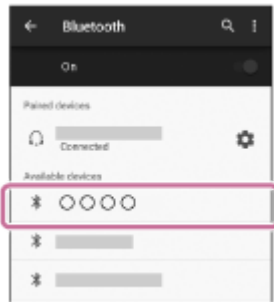 Bluetooth
On
Paired devices
Connected
Available devices
○○○○